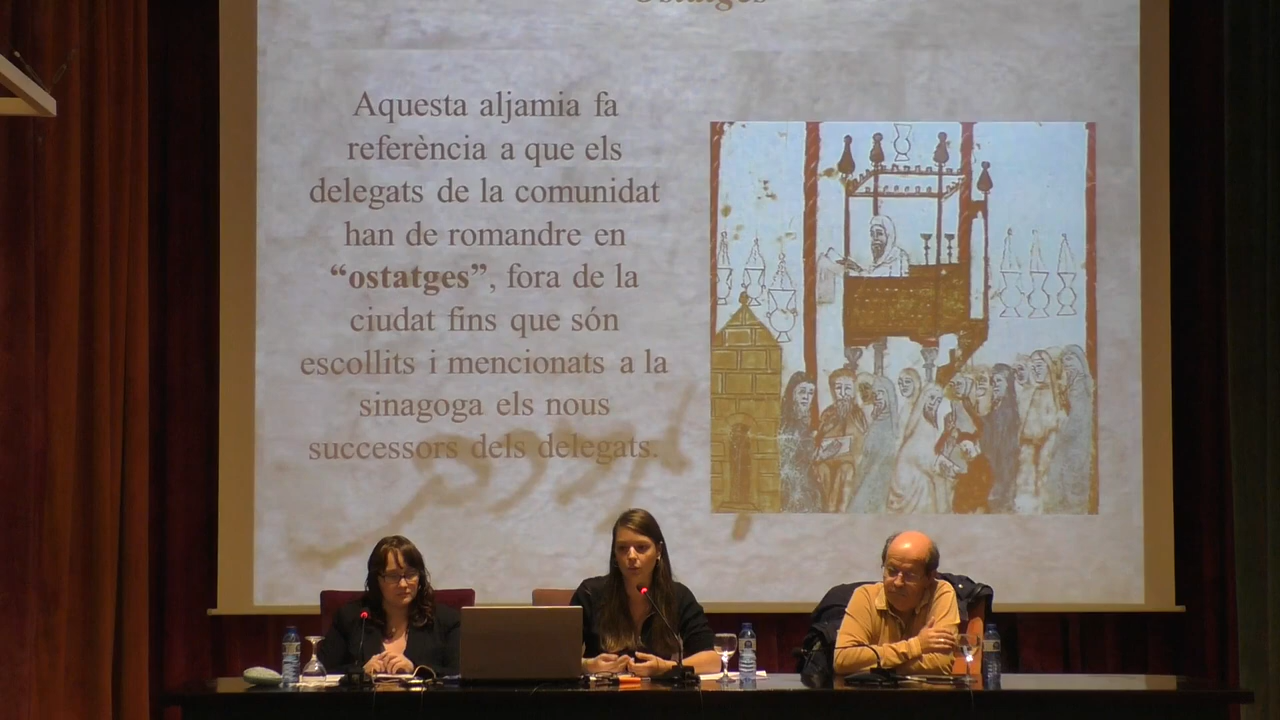 Ostatges
Aquesta aljamia fa
referència a que els
delegats de la comunidat
han de romandre en
“ostatges”, fora de la
ciudat fins que són
escollits i mencionats a la
sinagoga els nous
successors dels delegats.